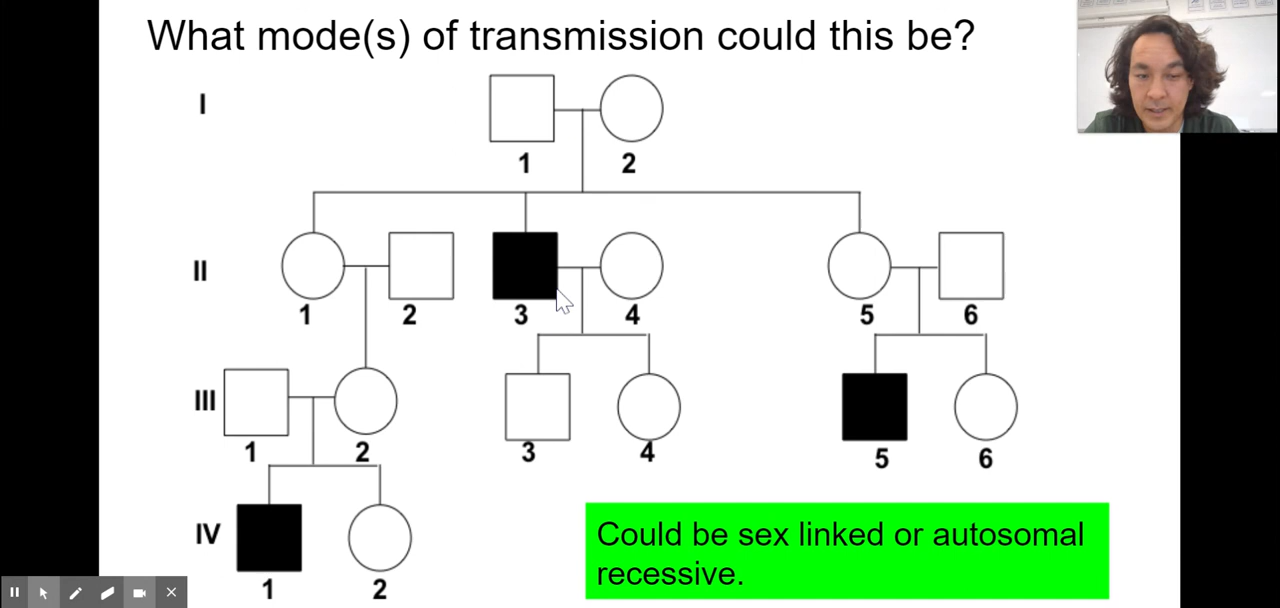 What mode(s) of transmission could this be?
I
1 2
II
1 2 3 4 5 6
III
1 2 3 4 5 6
IV
1 2
Could be sex linked or autosomal
recessive.